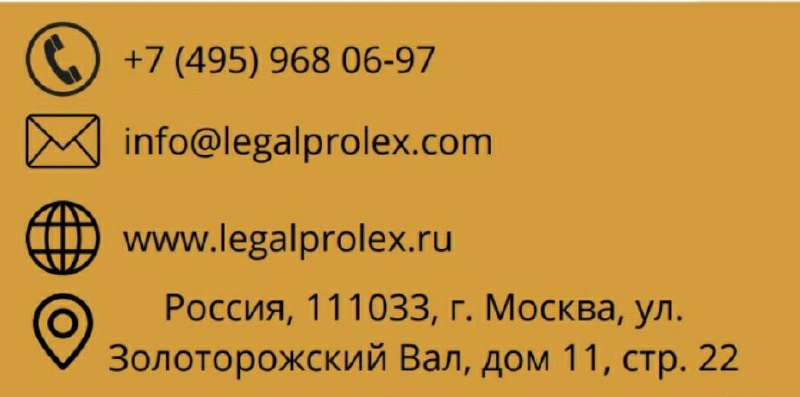 +7 (495) 968 06-97
info@legalprolex.com
www.legalprolex.ru
Россия, 111033, г. Москва, ул.
Золоторожский Вал, дом 11, стр. 22